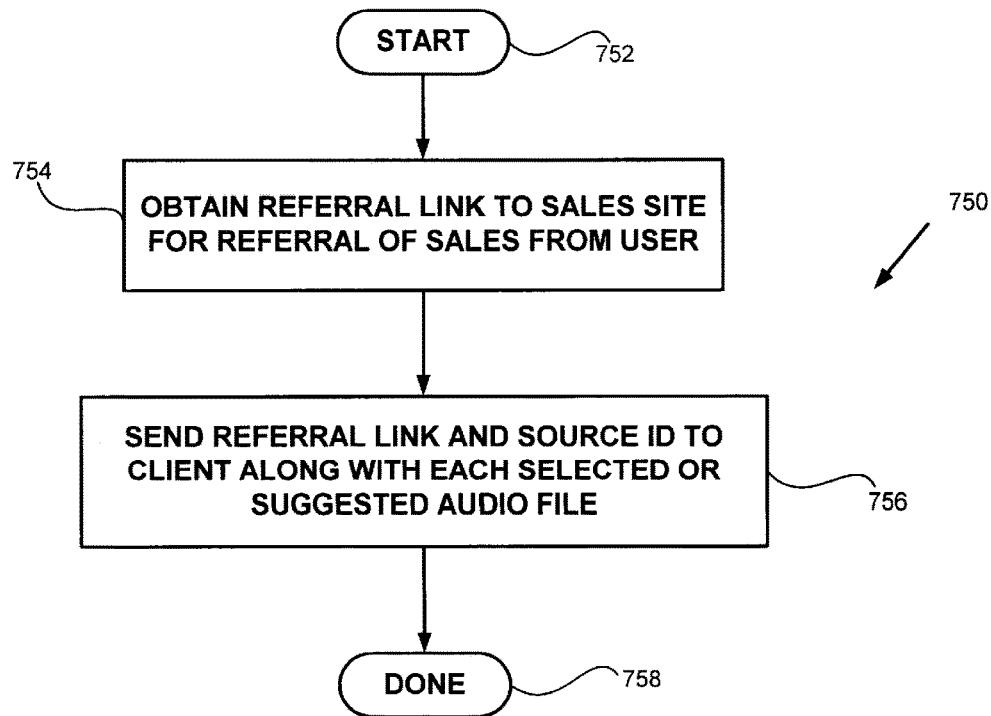 START
752
754
OBTAIN REFERRAL LINK TO SALES SITE
FOR REFERRAL OF SALES FROM USER
750
SEND REFERRAL LINK AND SOURCE ID TO
CLIENT ALONG WITH EACH SELECTED OR
SUGGESTED AUDIO FILE
756
DONE
758